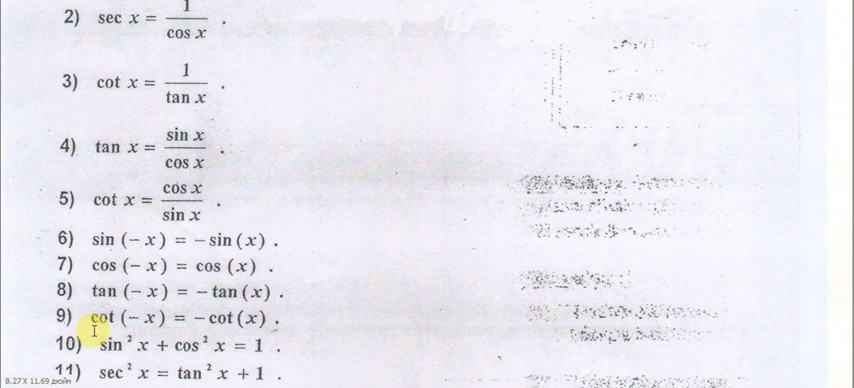 2) sec x = 1 / cos x .
3) cot x = 1 / tan x .
4) tan x = sin x / cos x
5) cot x = cos x / sin x .
6) sin (− x) = − sin (x) .
7) cos (− x) = cos (x) .
8) tan (− x) = − tan (x) .
9) cot (− x) = − cot (x) .
10) sin² x + cos² x = 1 .
11) sec² x = tan² x + 1 .
8.27 X 11.69 дюйм